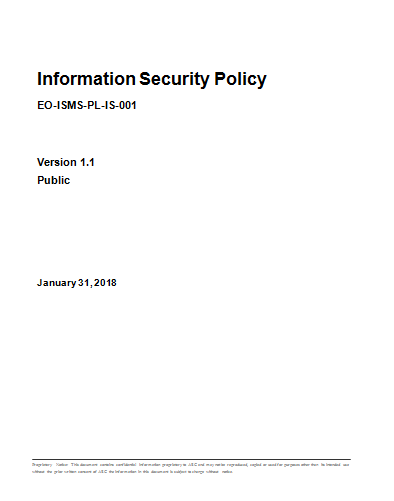 Information Security Policy
EO-ISMS-PL-IS-001
Version 1.1
Public
January 31, 2018
Proprietary Notice: This document contains confidential information proprietary to and may not be reproduced, copied or used for purposes other than its intended use
without the prior written consent of the information in this document is subject to change without notice.